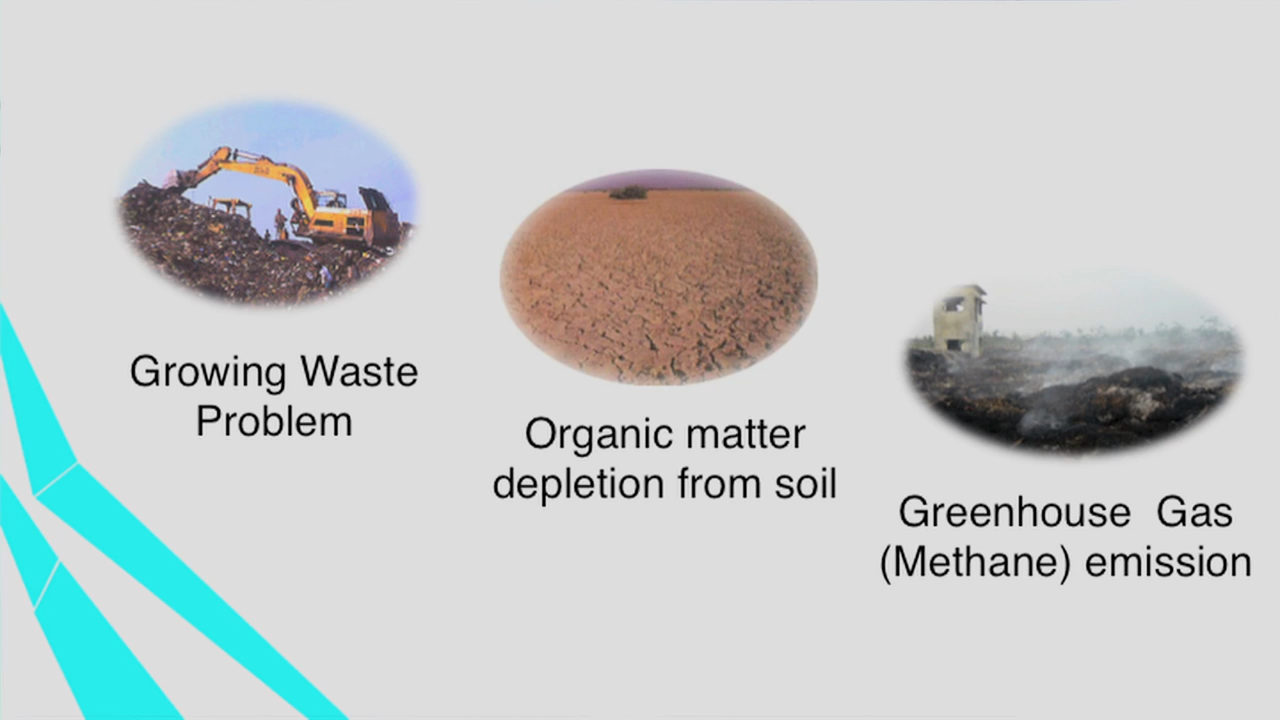 Growing Waste
Problem
Organic matter
depletion from soil
Greenhouse  Gas
(Methane) emission